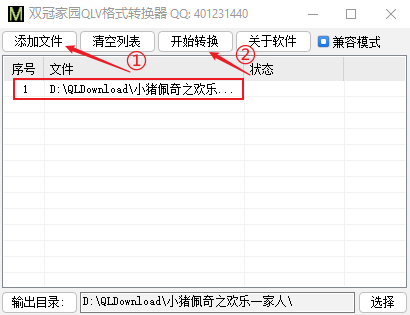 双冠家园QLV格式转换器 QQ: 401231440
添加文件 清空列表 开始转换 关于软件 兼容模式
① ②
序号 文件 状态
1 D:\QLDownload\小猪佩奇之欢乐...
输出目录: D:\QLDownload\小猪佩奇之欢乐一家人\ 选择